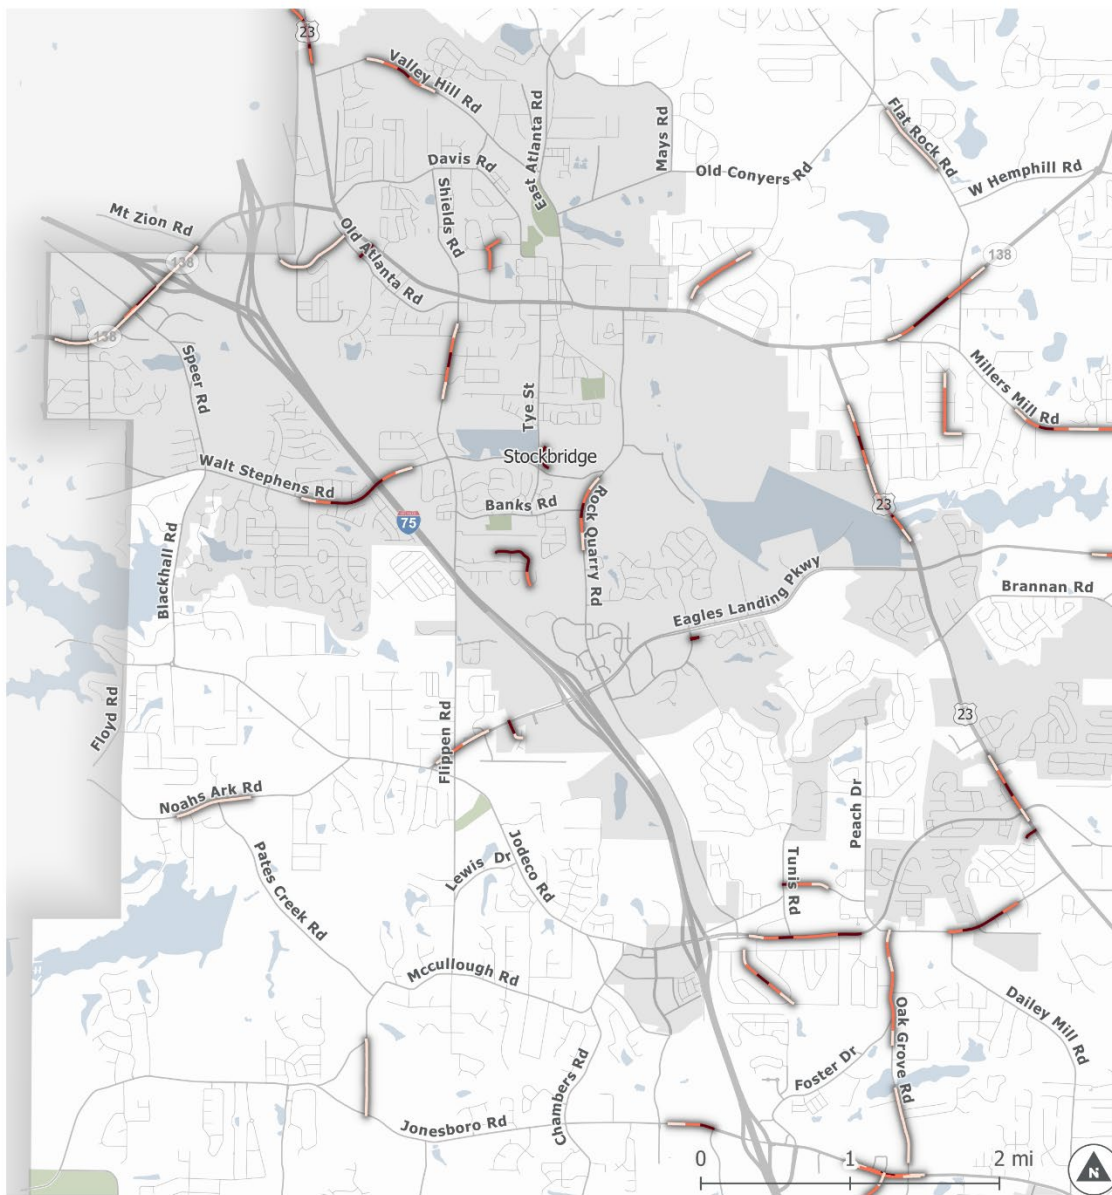 23
Valley Hill Rd
East Atlanta Rd
Mays Rd
Flat Rock Rd
Davis Rd
Shields Rd
Old Conyers Rd
W Hemphill Rd
Mt Zion Rd
Old Atlanta Rd
138
138
138
Speer Rd
Tye St
Millers Mill Rd
Walt Stephens Rd
Stockbridge
Banks Rd
Rock Quarry Rd
75
23
Blackhall Rd
Eagles Landing Pkwy
Brannan Rd
Floyd Rd
Flippen Rd
23
Noahs Ark Rd
Peach Dr
Pates Creek Rd
Lewis Dr
Jodeco Rd
Tunis Rd
Mccullough Rd
Oak Grove Rd
Dailey Mill Rd
Foster Dr
Chambers Rd
Jonesboro Rd
0 1 2 mi
N